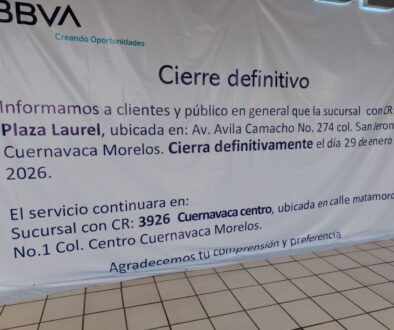 BBVA
Creando Oportunidades
Cierre definitivo
Informamos a clientes y público en general que la sucursal con CR:
Plaza Laurel, ubicada en: Av. Avila Camacho No. 274 col. San Jeron
Cuernavaca Morelos. Cierra definitivamente el día 29 de enero
2026.
El servicio continuara en:
Sucursal con CR: 3926 Cuernavaca centro, ubicada en calle matamoro
No.1 Col. Centro Cuernavaca Morelos.
Agradecemos tu comprensión y preferencia